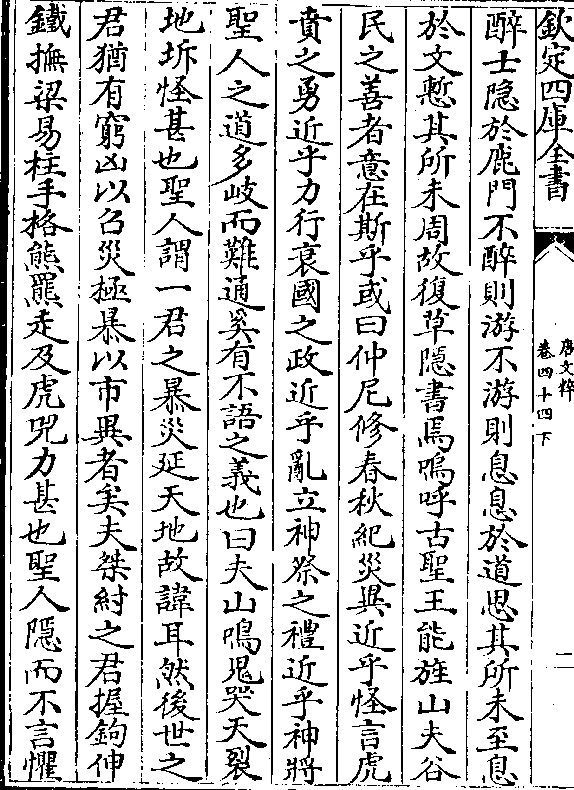 欽定四庫全書
唐文粹
卷四十四下
二
醉士隐於鹿門不醉則游不游則息息於道思其所未至息
於文慙其所未周故復草隱書焉嗚呼古聖王能旌山夫谷
民之善者意在斯乎或曰仲尼修春秋紀災異近乎怪言虎
賁之勇近乎力行衰國之政近乎亂立神祭之禮近乎神將
聖人之道多岐而難通奚有不語之義也曰夫山鳴鬼哭天裂
地坼怪甚也聖人謂一君之暴災延天地故諱耳然後世之
君猶有窮凶以召災極暴以市異者矣夫桀紂之君握鉤伸
鐵撫梁易柱手格熊羆走及虎兕力甚也聖人隱而不言懼